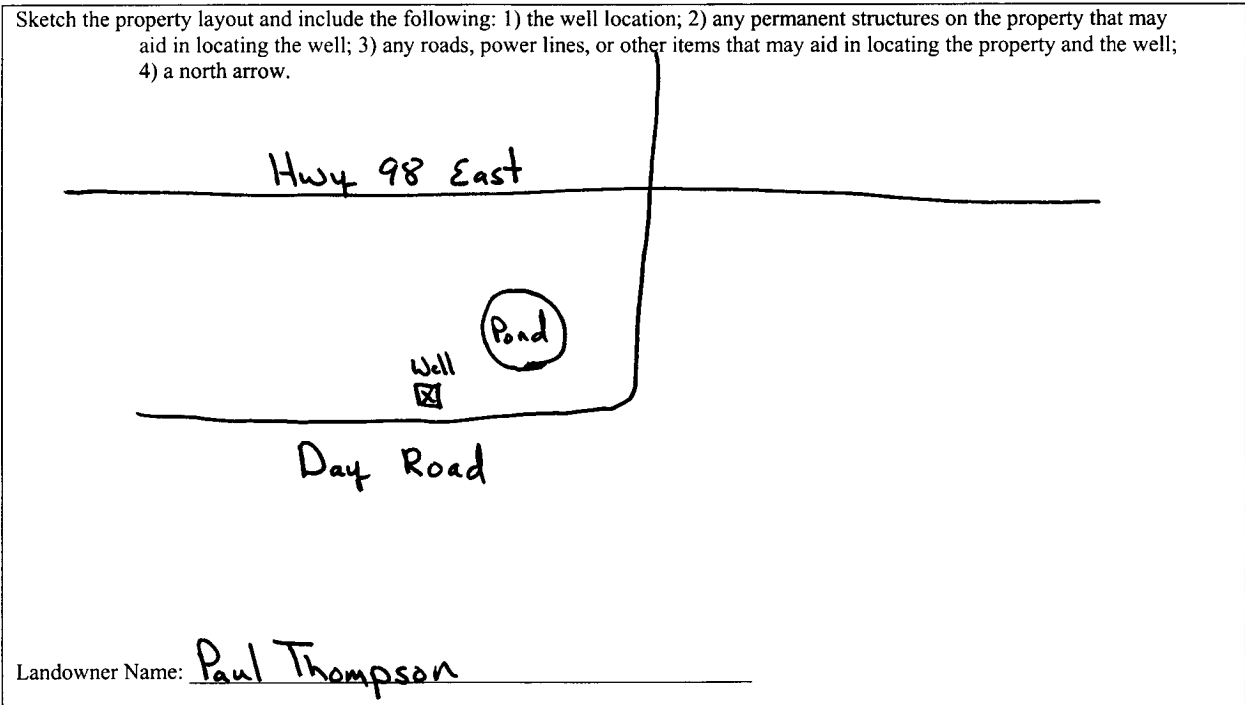 Sketch the property layout and include the following: 1) the well location; 2) any permanent structures on the property that may
aid in locating the well; 3) any roads, power lines, or other items that may aid in locating the property and the well;
4) a north arrow.
Hwy 98 East
Pond
Well
Day Road
Landowner Name: Paul Thompson